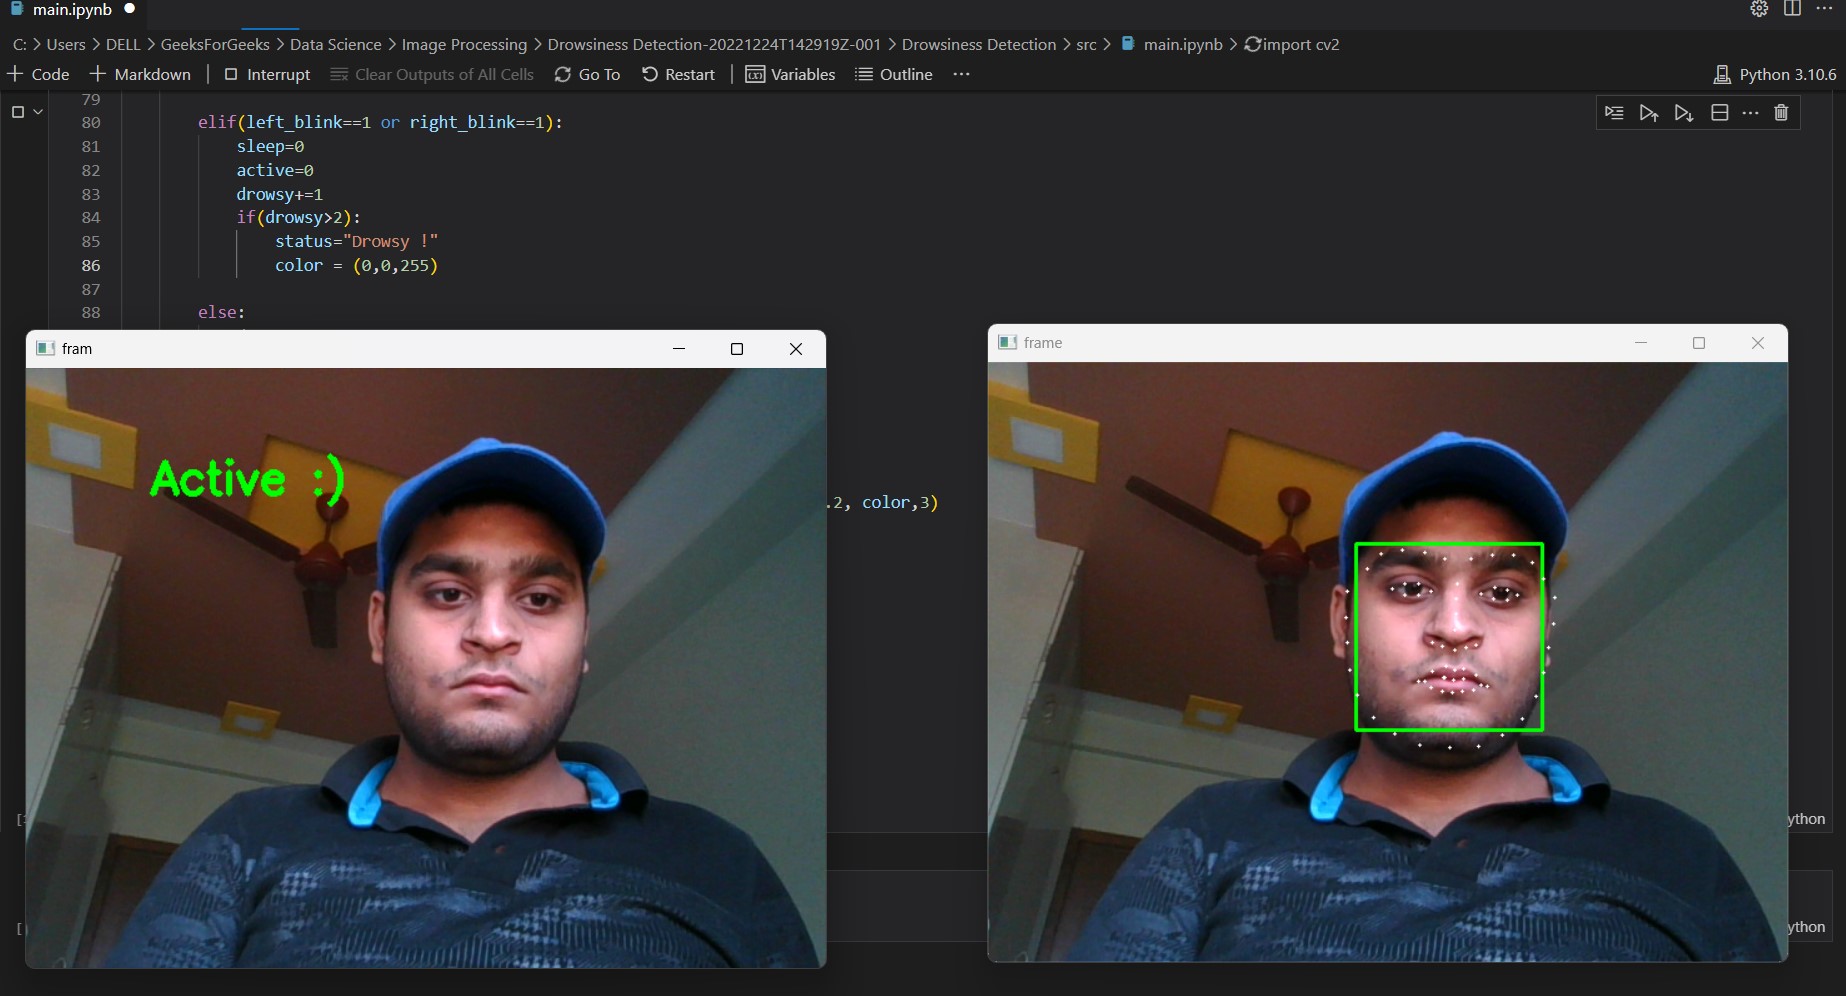 main.ipynb
C: > Users > DELL > GeeksForGeeks > Data Science > Image Processing > Drowsiness Detection-20221224T142919Z-001 > Drowsiness Detection > src > main.ipynb > import cv2
+ Code + Markdown | Interrupt Clear Outputs of All Cells Go To Restart | Variables Outline ... Python 3.10.6
79
80 elif(left_blink==1 or right_blink==1):
81 sleep=0
82 active=0
83 drowsy+=1
84 if(drowsy>2):
85 status="Drowsy !"
86 color = (0,0,255)
87
88 else:
fram
frame
Active :)
.2, color,3)
ython
ython